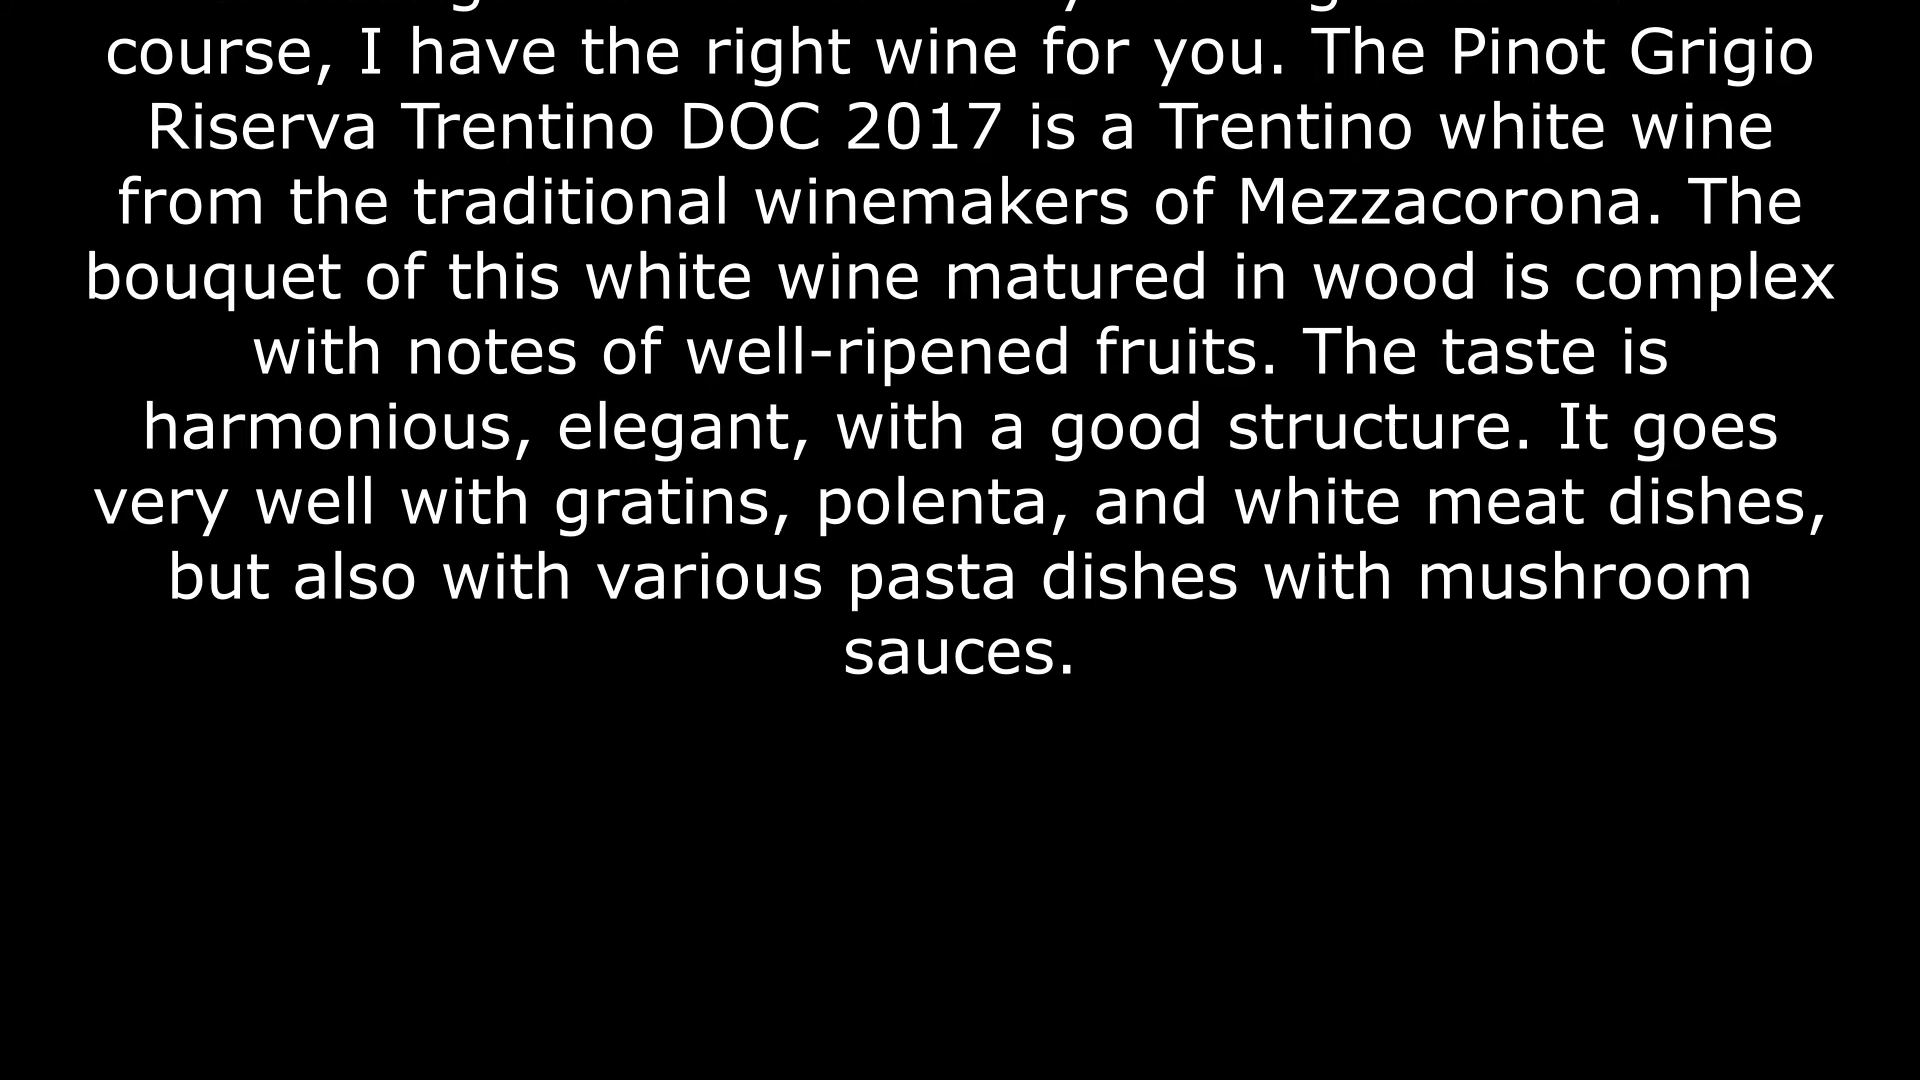 course, I have the right wine for you. The Pinot Grigio
Riserva Trentino DOC 2017 is a Trentino white wine
from the traditional winemakers of Mezzacorona. The
bouquet of this white wine matured in wood is complex
with notes of well-ripened fruits. The taste is
harmonious, elegant, with a good structure. It goes
very well with gratins, polenta, and white meat dishes,
but also with various pasta dishes with mushroom
sauces.